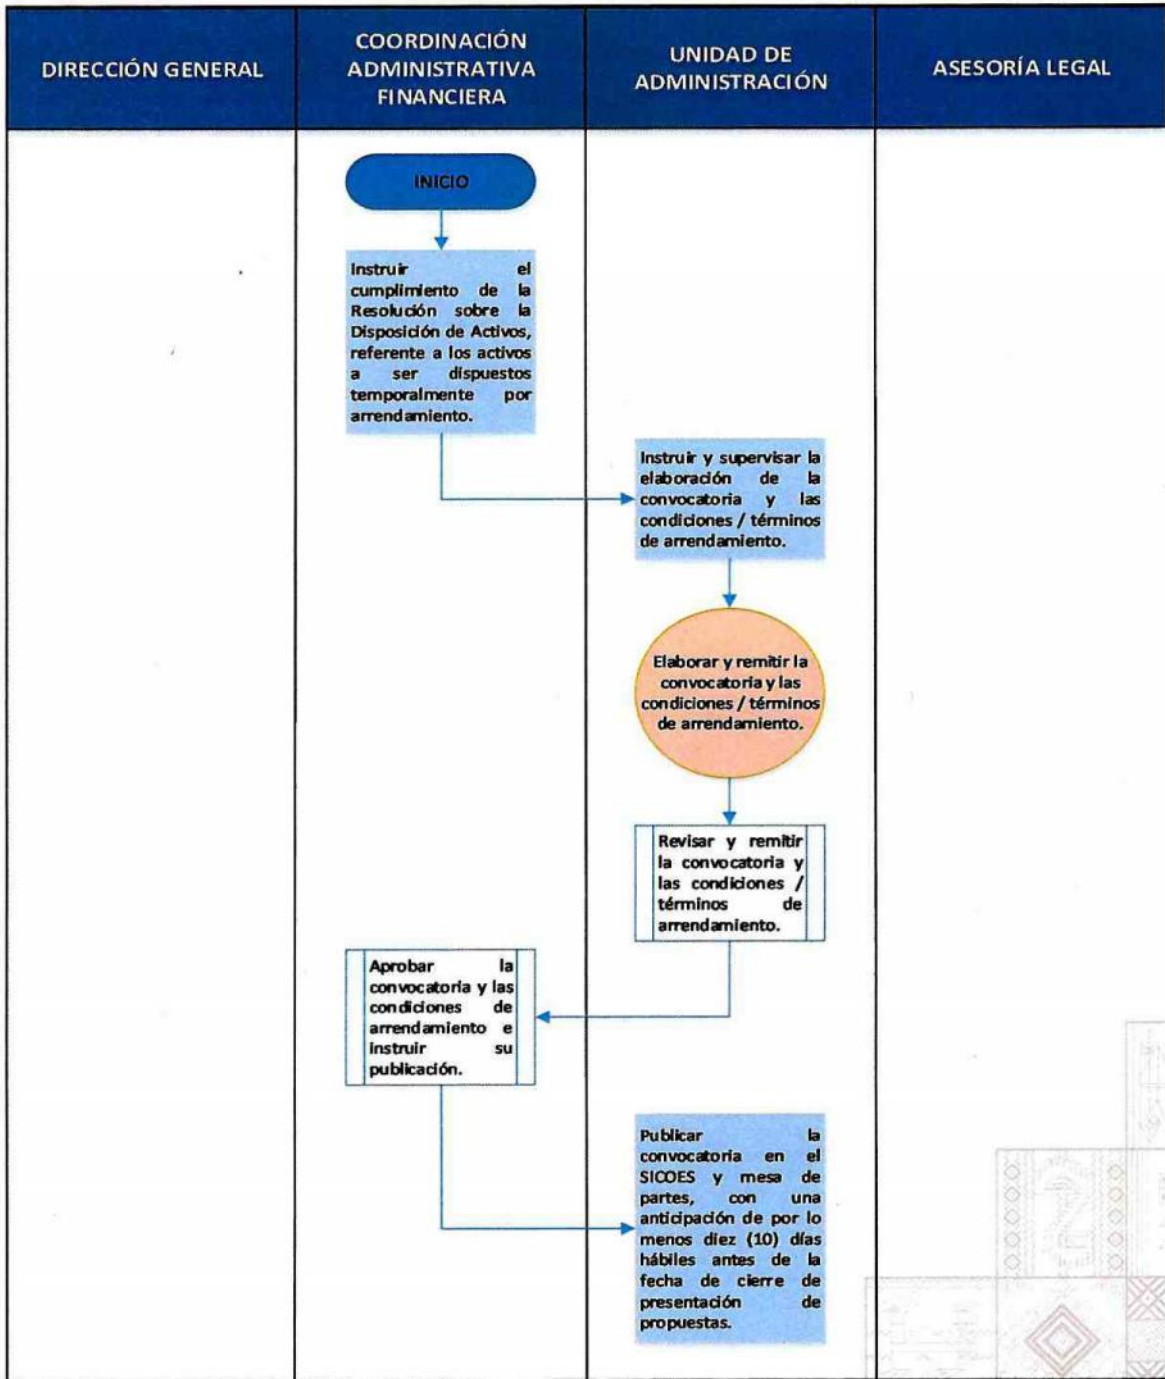 DIRECCIÓN GENERAL
COORDINACIÓN
ADMINISTRATIVA
FINANCIERA
UNIDAD DE
ADMINISTRACIÓN
ASESORÍA LEGAL
INICIO
Instruir el
cumplimiento de la
Resolución sobre la
Disposición de Activos,
referente a los activos
a ser dispuestos
temporalmente por
arrendamiento.
Instruir y supervisar la
elaboración de la
convocatoria y las
condiciones / términos
de arrendamiento.
Elaborar y remitir la
convocatoria y las
condiciones / términos
de arrendamiento.
Revisar y remitir
la convocatoria y
las condiciones /
términos de
arrendamiento.
Aprobar la
convocatoria y las
condiciones de
arrendamiento e
instruir su
publicación.
Publicar la
convocatoria en el
SICOES y mesa de
partes, con una
anticipación de por lo
menos diez (10) días
hábiles antes de la
fecha de cierre de
presentación de
propuestas.